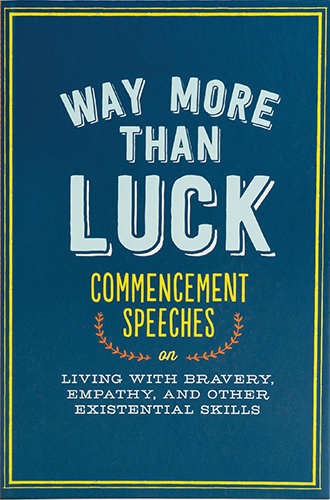 WAY MORE
THAN
LUCK
COMMENCEMENT
SPEECHES
on
LIVING WITH BRAVERY,
EMPATHY, AND OTHER
EXISTENTIAL SKILLS